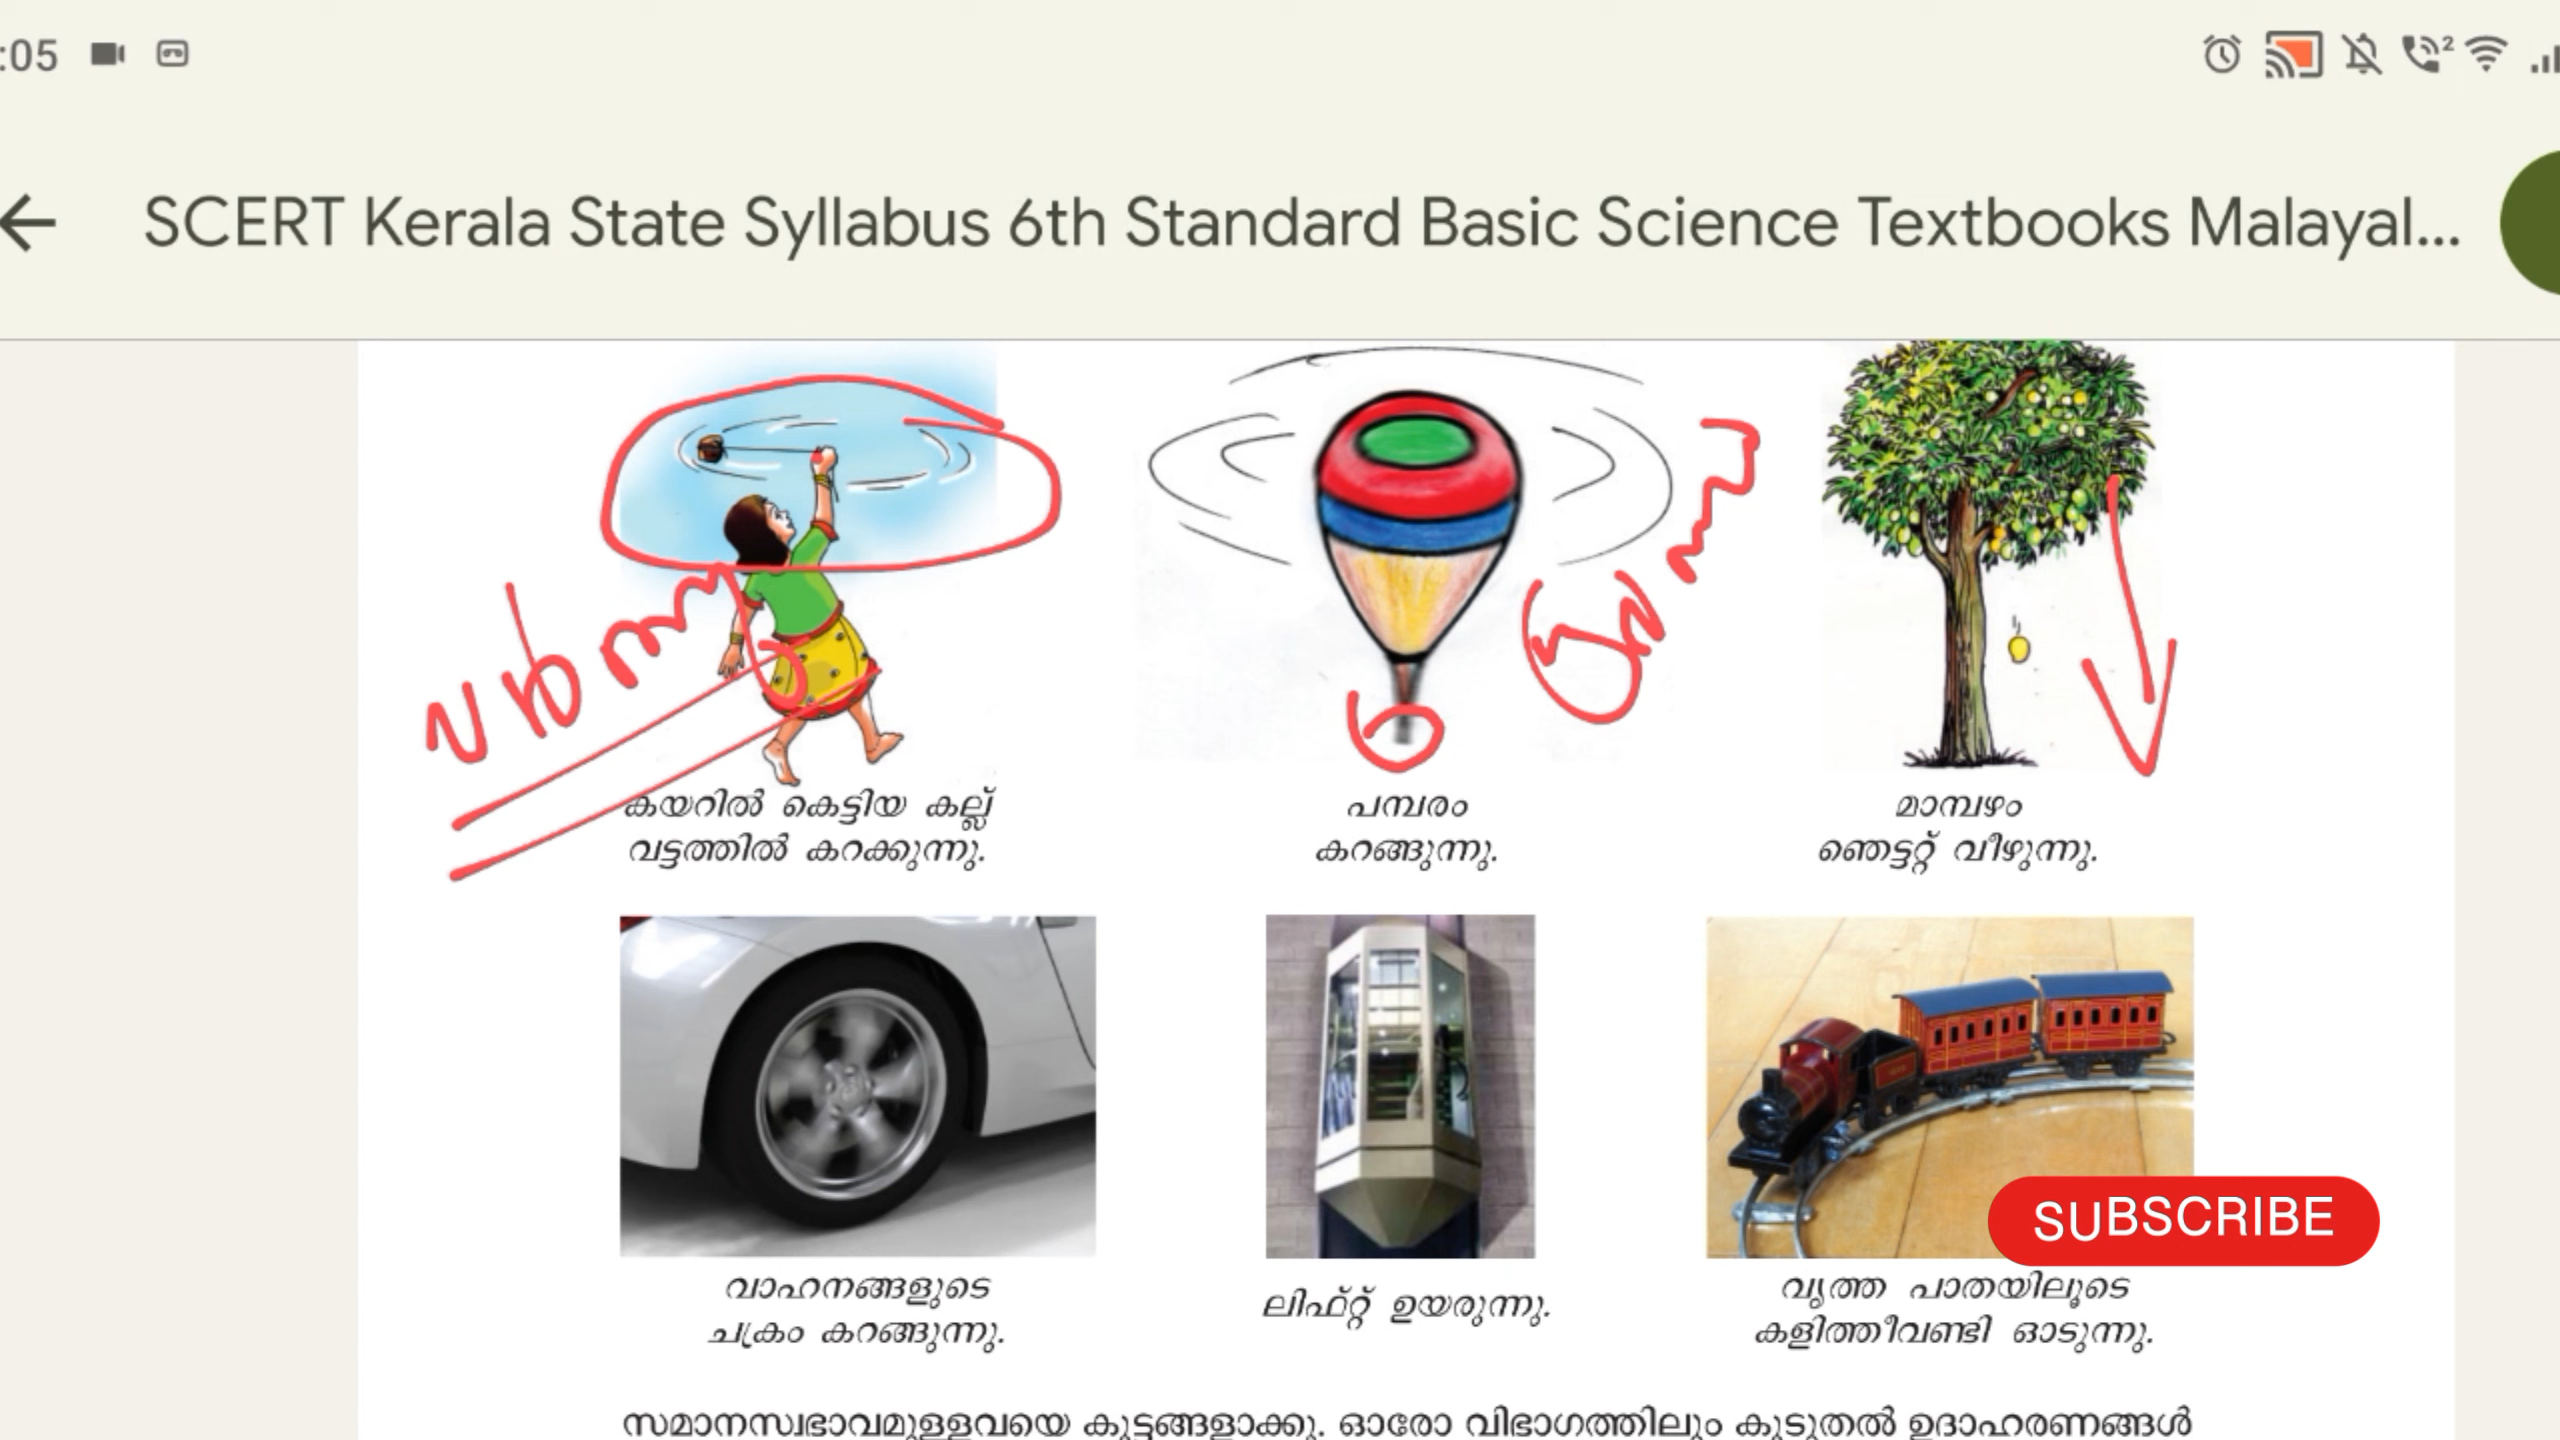 :05
2
SCERT Kerala State Syllabus 6th Standard Basic Science Textbooks Malayal...
കയറിൽ കെട്ടിയ കല്ല്
വട്ടത്തിൽ കറക്കുന്നു.
പമ്പരം
കറങ്ങുന്നു.
മാമ്പഴം
ഞെട്ടറ്റ് വീഴുന്നു.
വാഹനങ്ങളുടെ
ചക്രം കറങ്ങുന്നു.
ലിഫ്റ്റ് ഉയരുന്നു.
വൃത്ത പാതയിലൂടെ
കളിത്തീവണ്ടി ഓടുന്നു.
SUBSCRIBE
സമാനസ്വഭാവമുള്ളവയെ കൂട്ടങ്ങളാക്കൂ. ഓരോ വിഭാഗത്തിലും കൂടുതൽ ഉദാഹരണങ്ങൾ